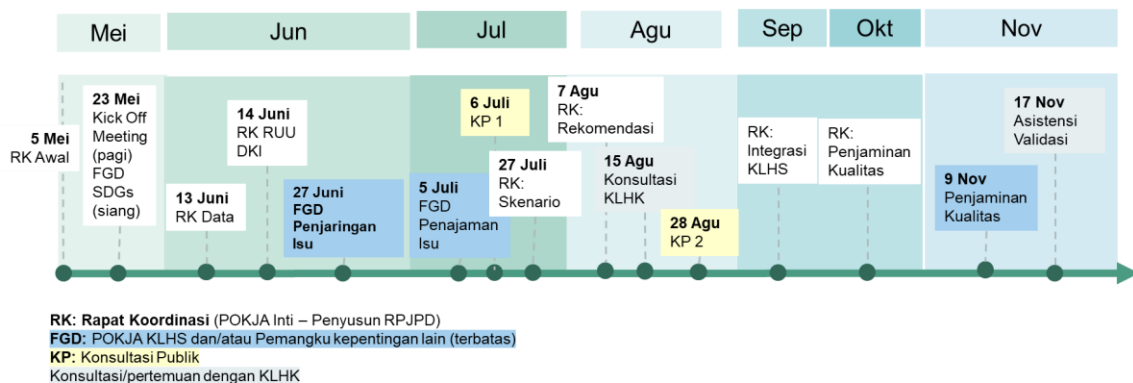 Mei
Jun
Jul
Agu
Sep
Okt
Nov
5 Mei
RK Awal
23 Mei
Kick Off
Meeting
(pagi)
FGD
SDGs
(siang)
13 Juni
RK Data
14 Juni
RK RUU
DKI
27 Juni
FGD
Penjaringan
Isu
5 Juli
FGD
Penajaman
Isu
6 Juli
KP 1
27 Juli
RK:
Skenario
7 Agu
RK:
Rekomendasi
15 Agu
Konsultasi
KLHK
28 Agu
KP 2
RK:
Integrasi
KLHS
RK:
Penjaminan
Kualitas
9 Nov
Penjaminan
Kualitas
17 Nov
Asistensi
Validasi
RK: Rapat Koordinasi (POKJA Inti – Penyusun RPJPD)
FGD: POKJA KLHS dan/atau Pemangku kepentingan lain (terbatas)
KP: Konsultasi Publik
Konsultasi/pertemuan dengan KLHK